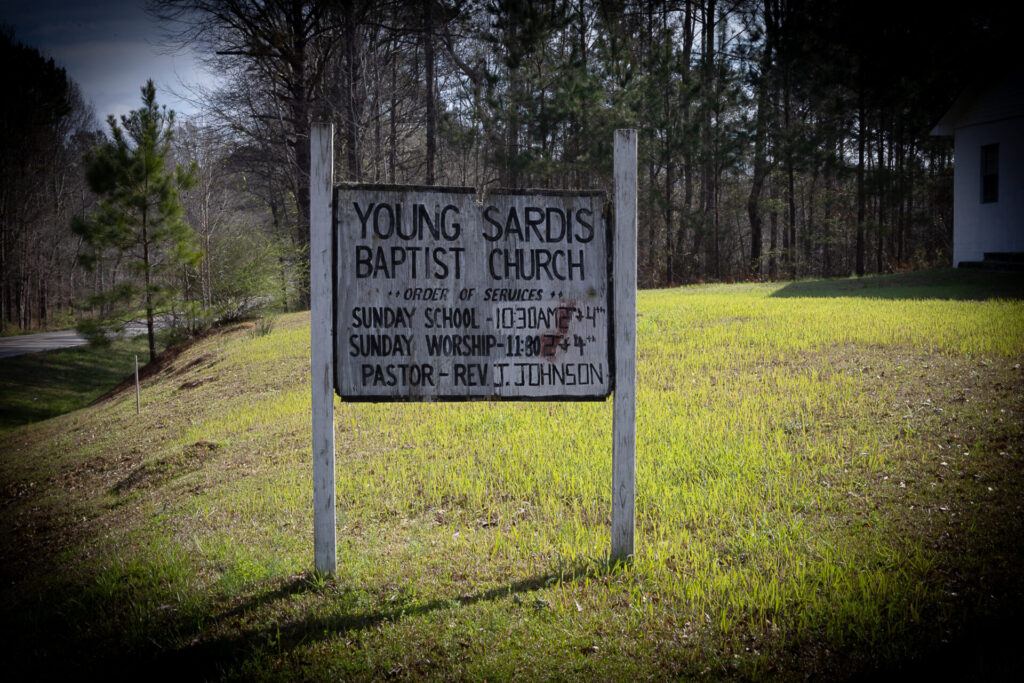 YOUNG SARDIS
BAPTIST CHURCH
++ ORDER OF SERVICES ++
SUNDAY SCHOOL - 10:30AM 2nd + 4th
SUNDAY WORSHIP - 11:30 2 + 4th
PASTOR - REV. J. JOHNSON